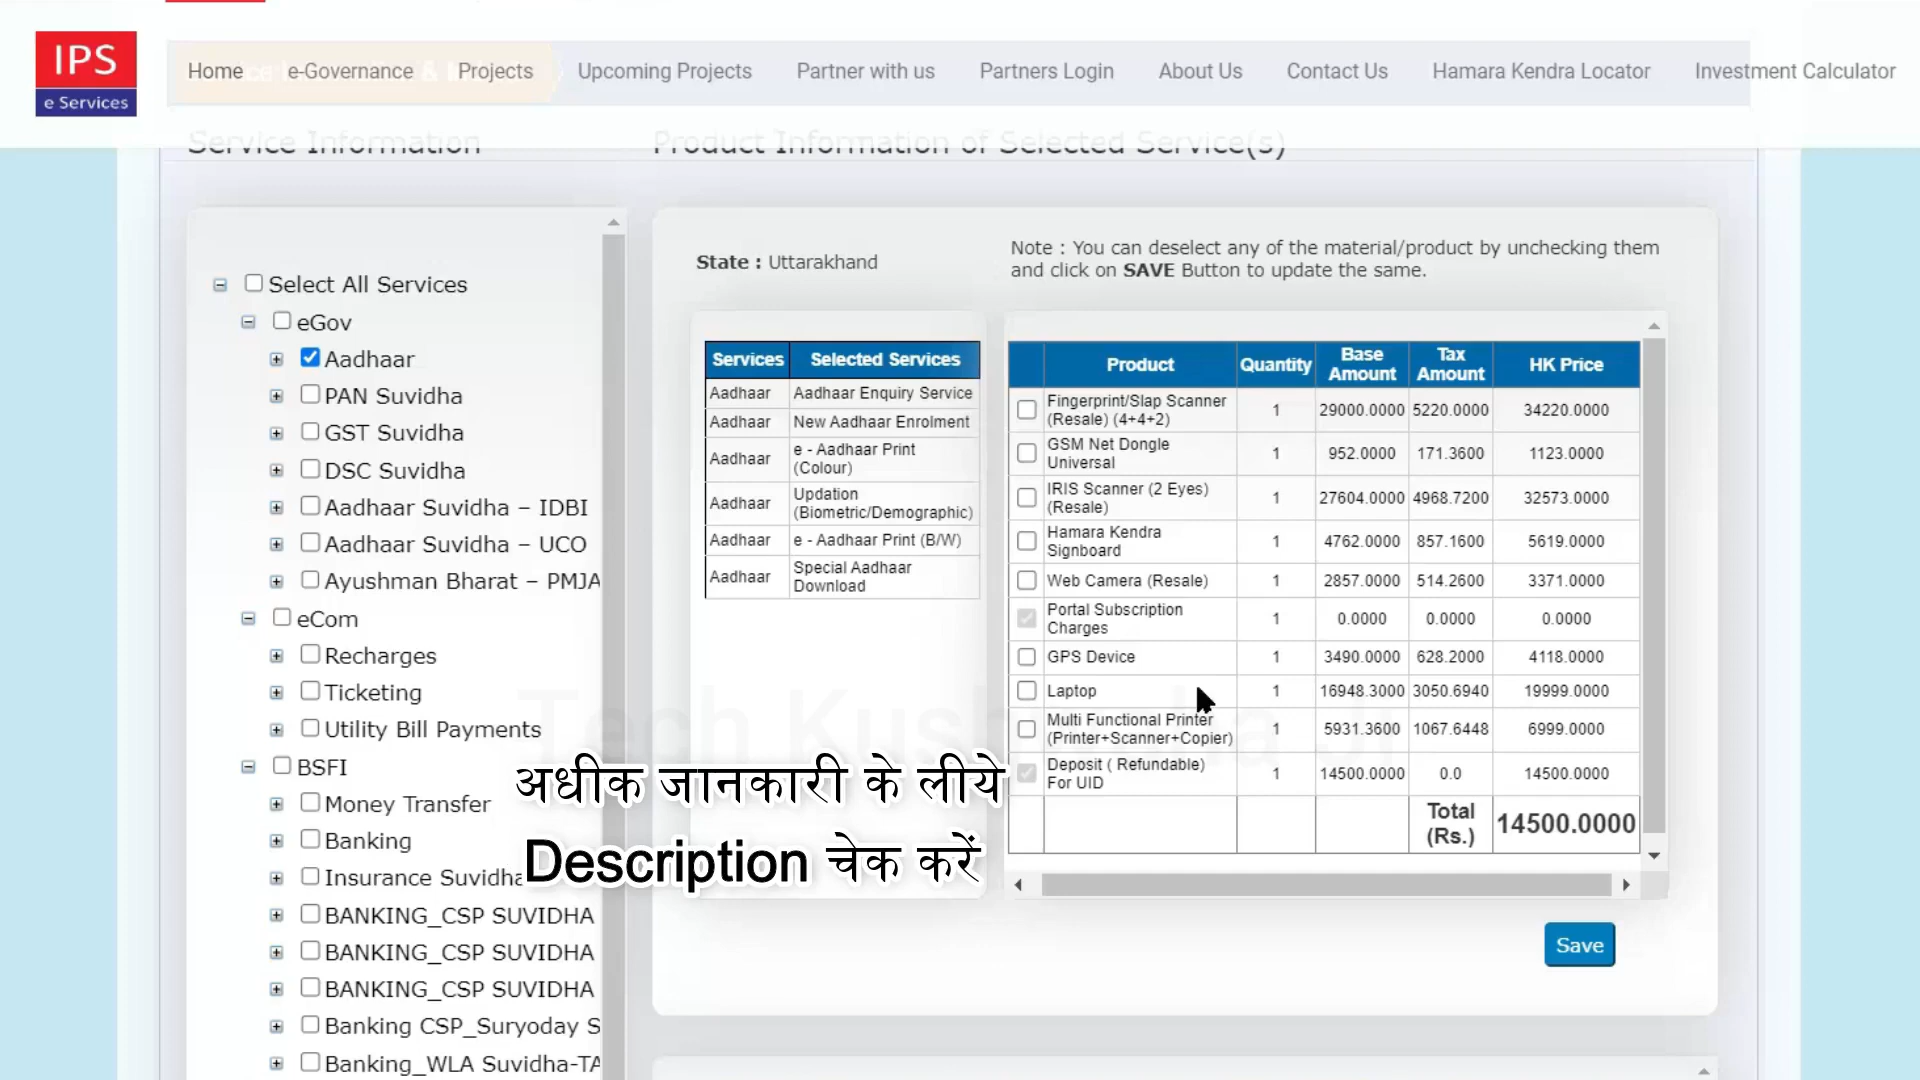 IPS
e Services
Home
e-Governance
Projects
Upcoming Projects
Partner with us
Partners Login
About Us
Contact Us
Hamara Kendra Locator
Investment Calculator
Service Information
Product Information of Selected Service(s)
Select All Services
eGov
Aadhaar
PAN Suvidha
GST Suvidha
DSC Suvidha
Aadhaar Suvidha – IDBI
Aadhaar Suvidha – UCO
Ayushman Bharat – PMJA
eCom
Recharges
Ticketing
Utility Bill Payments
BSFI
Money Transfer
Banking
Insurance Suvidha
BANKING_CSP SUVIDHA
BANKING_CSP SUVIDHA
BANKING_CSP SUVIDHA
Banking CSP_Suryoday S
Banking_WLA Suvidha-TA
State : Uttarakhand
Note : You can deselect any of the material/product by unchecking them
and click on SAVE Button to update the same.
Services Selected Services
Aadhaar Aadhaar Enquiry Service
Aadhaar New Aadhaar Enrolment
Aadhaar e - Aadhaar Print
(Colour)
Aadhaar Updation
(Biometric/Demographic)
Aadhaar e - Aadhaar Print (B/W)
Aadhaar Special Aadhaar
Download
Product Quantity Base Amount Tax Amount HK Price
Fingerprint/Slap Scanner
(Resale) (4+4+2) 1 29000.0000 5220.0000 34220.0000
GSM Net Dongle
Universal 1 952.0000 171.3600 1123.0000
IRIS Scanner (2 Eyes)
(Resale) 1 27604.0000 4968.7200 32573.0000
Hamara Kendra
Signboard 1 4762.0000 857.1600 5619.0000
Web Camera (Resale) 1 2857.0000 514.2600 3371.0000
Portal Subscription
Charges 1 0.0000 0.0000 0.0000
GPS Device 1 3490.0000 628.2000 4118.0000
Laptop 1 16948.3000 3050.6940 19999.0000
Multi Functional Printer
(Printer+Scanner+Copier) 1 5931.3600 1067.6448 6999.0000
Deposit ( Refundable)
For UID 1 14500.0000 0.0 14500.0000
Total
(Rs.) 14500.0000
अधीक जानकारी के लीये
Description चेक करें
Save